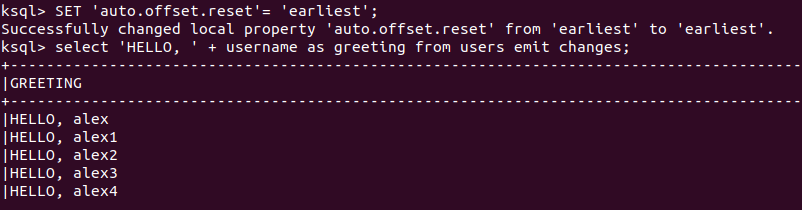 ksql> SET 'auto.offset.reset'= 'earliest';
Successfully changed local property 'auto.offset.reset' from 'earliest' to 'earliest'.
ksql> select 'HELLO, ' + username as greeting from users emit changes;
+----------------------------------------------------------------------------------------
|GREETING
+----------------------------------------------------------------------------------------
|HELLO, alex
|HELLO, alex1
|HELLO, alex2
|HELLO, alex3
|HELLO, alex4